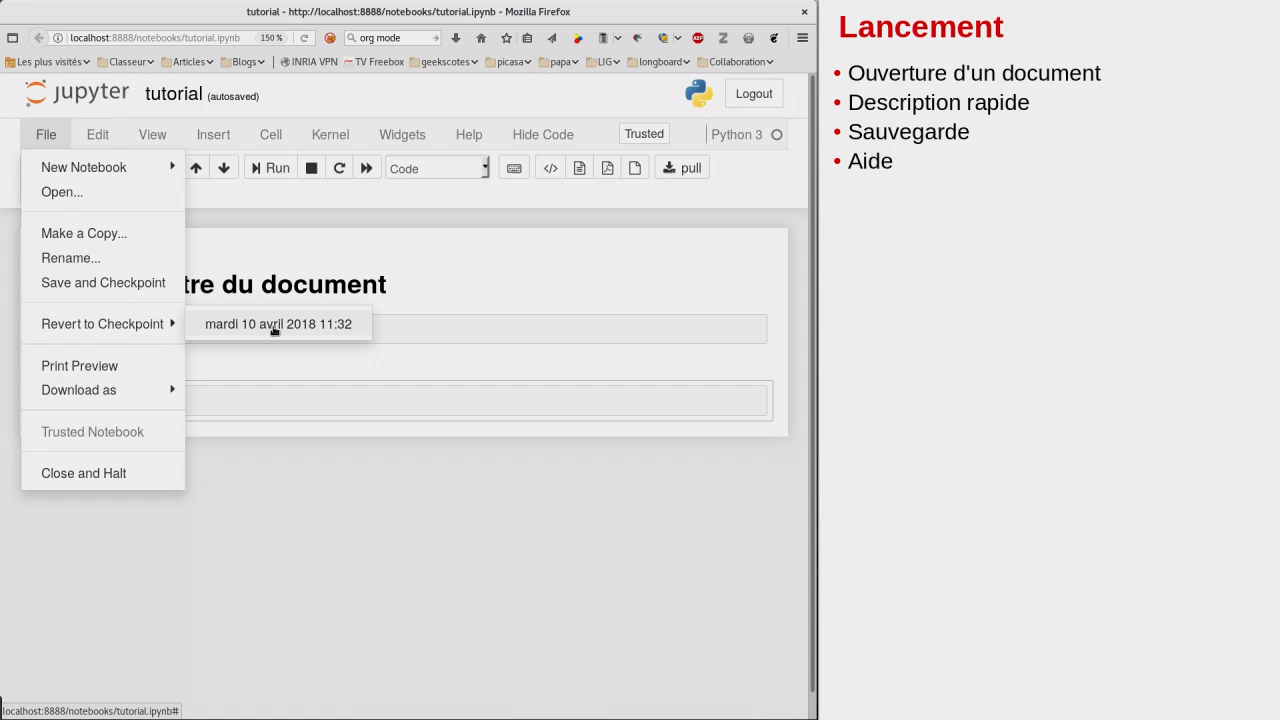 tutorial - http://localhost:8888/notebooks/tutorial.ipynb - Mozilla Firefox
localhost:8888/notebooks/tutorial.ipynb 150 % org mode
Les plus visités Classeur Articles Blogs INRIA VPN TV Freebox geekscotes picasa papa LIG longboard Collaboration
jupyter tutorial (autosaved) Logout
File Edit View Insert Cell Kernel Widgets Help Hide Code Trusted Python 3
Run Code pull
New Notebook
Open...
Make a Copy...
Rename...
Save and Checkpoint
Revert to Checkpoint
Print Preview
Download as
Trusted Notebook
Close and Halt
tre du document
mardi 10 avril 2018 11:32
localhost:8888/notebooks/tutorial.ipynb#
Lancement
• Ouverture d'un document
• Description rapide
• Sauvegarde
• Aide